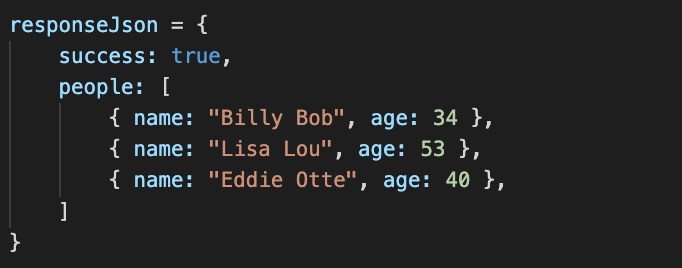 responseJson = {
    success: true,
    people: [
        { name: "Billy Bob", age: 34 },
        { name: "Lisa Lou", age: 53 },
        { name: "Eddie Otte", age: 40 },
    ]
}